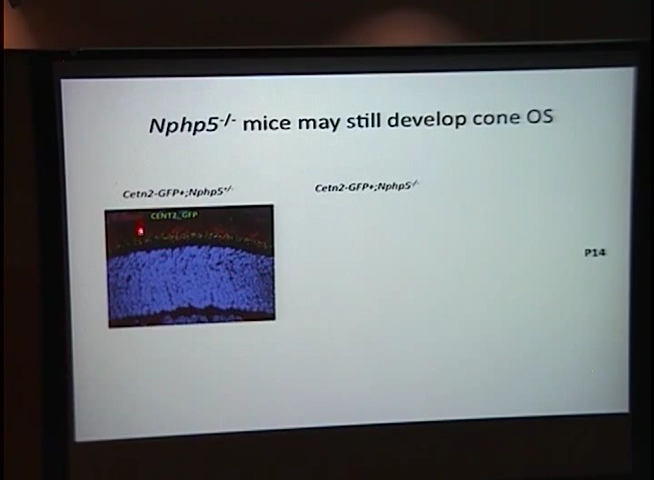 Nphp5-/- mice may still develop cone OS
Cetn2-GFP+;Nphp5+/-
Cetn2-GFP+;Nphp5-/-
CENT2_GFP
P14